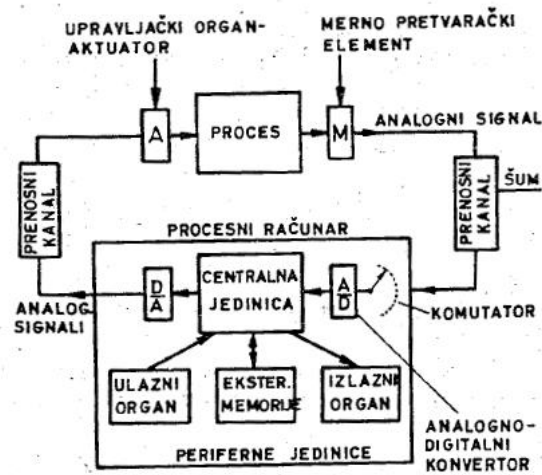 UPRAVLJAČKI ORGAN-
AKTUATOR
MERNO PRETVARAČKI
ELEMENT
A
PROCES
M
ANALOGNI SIGNAL
PRENOSNI
KANAL
PRENOSNI
KANAL
ŠUM
PROCESNI RAČUNAR
D
A
CENTRALNA
JEDINICA
A
D
KOMUTATOR
ANALOG.
SIGNALI
ULAZNI
ORGAN
EKSTER.
MEMORIJE
IZLAZNI
ORGAN
PERIFERNE JEDINICE
ANALOGNO-
DIGITALNI
KONVERTOR